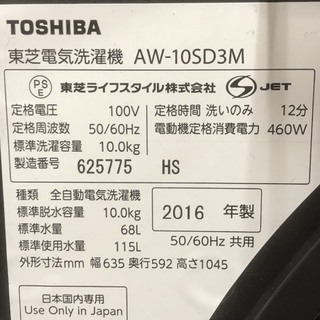 TOSHIBA
東芝電気洗濯機 AW-10SD3M
PS E 東芝ライフスタイル株式会社 S JET
定格電圧 100V 定格時間 洗いのみ 12分
定格周波数 50/60Hz 電動機定格消費電力 460W
標準洗濯容量 10.0kg
製造番号 625775 HS
種類 全自動電気洗濯機
標準脱水容量 10.0kg 2016 年製
標準水量 68L
標準使用水量 115L 50/60Hz 共用
外形寸法mm 幅635 奥行592 高さ1045
日本国内専用
Use only in Japan